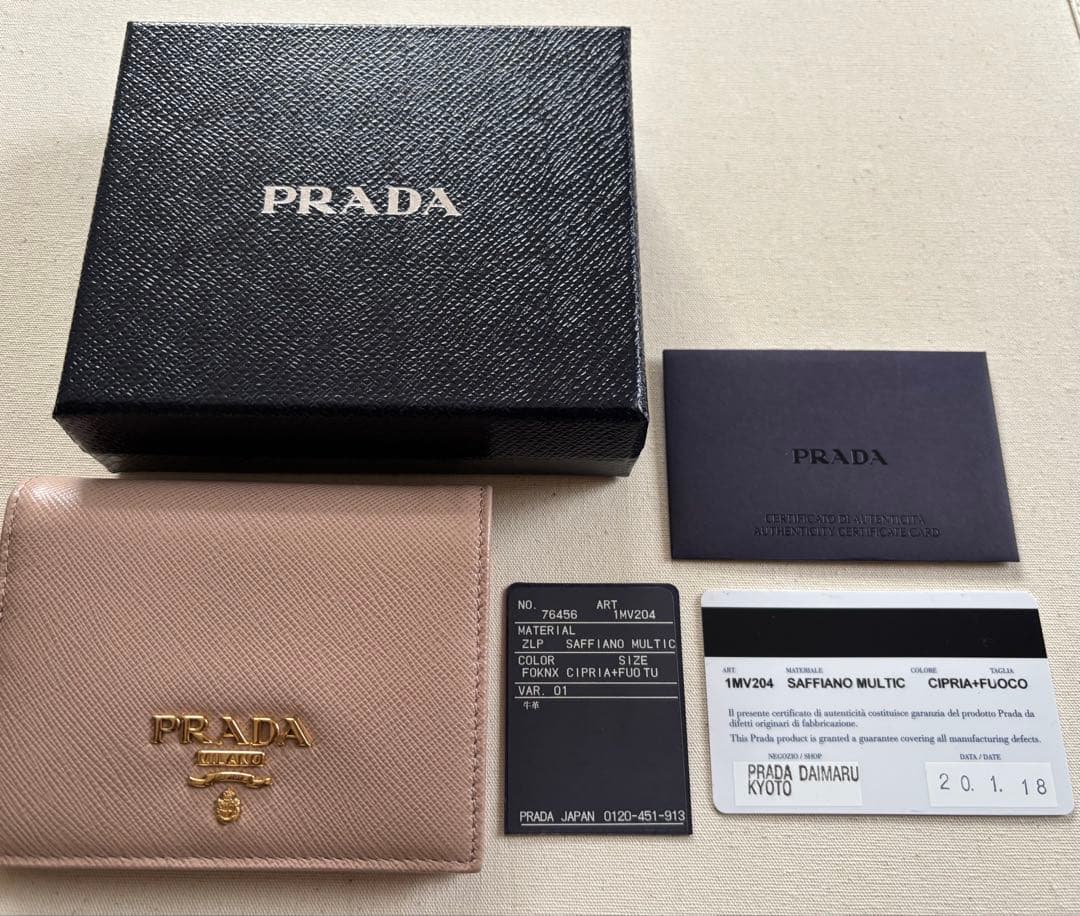 PRADA
PRADA
CERTIFICATO DI AUTENTICITÀ
AUTHENTICITY CERTIFICATE CARD
PRADA
MILANO
NO. ART
76456 1MV204
MATERIAL
ZLP SAFFIANO MULTIC
COLOR SIZE
F0KNX CIPRIA+FUO TU
VAR. 01
牛革
PRADA JAPAN 0120-451-913
ART. MATERIALE COLORE TAGLIA
1MV204 SAFFIANO MULTIC CIPRIA+FUOCO
Il presente certificato di autenticità costituisce garanzia del prodotto Prada da
difetti originari di fabbricazione.
This Prada product is granted a guarantee covering all manufacturing defects.
NEGOZIO / SHOP DATA / DATE
PRADA DAIMARU
KYOTO
20. 1. 18